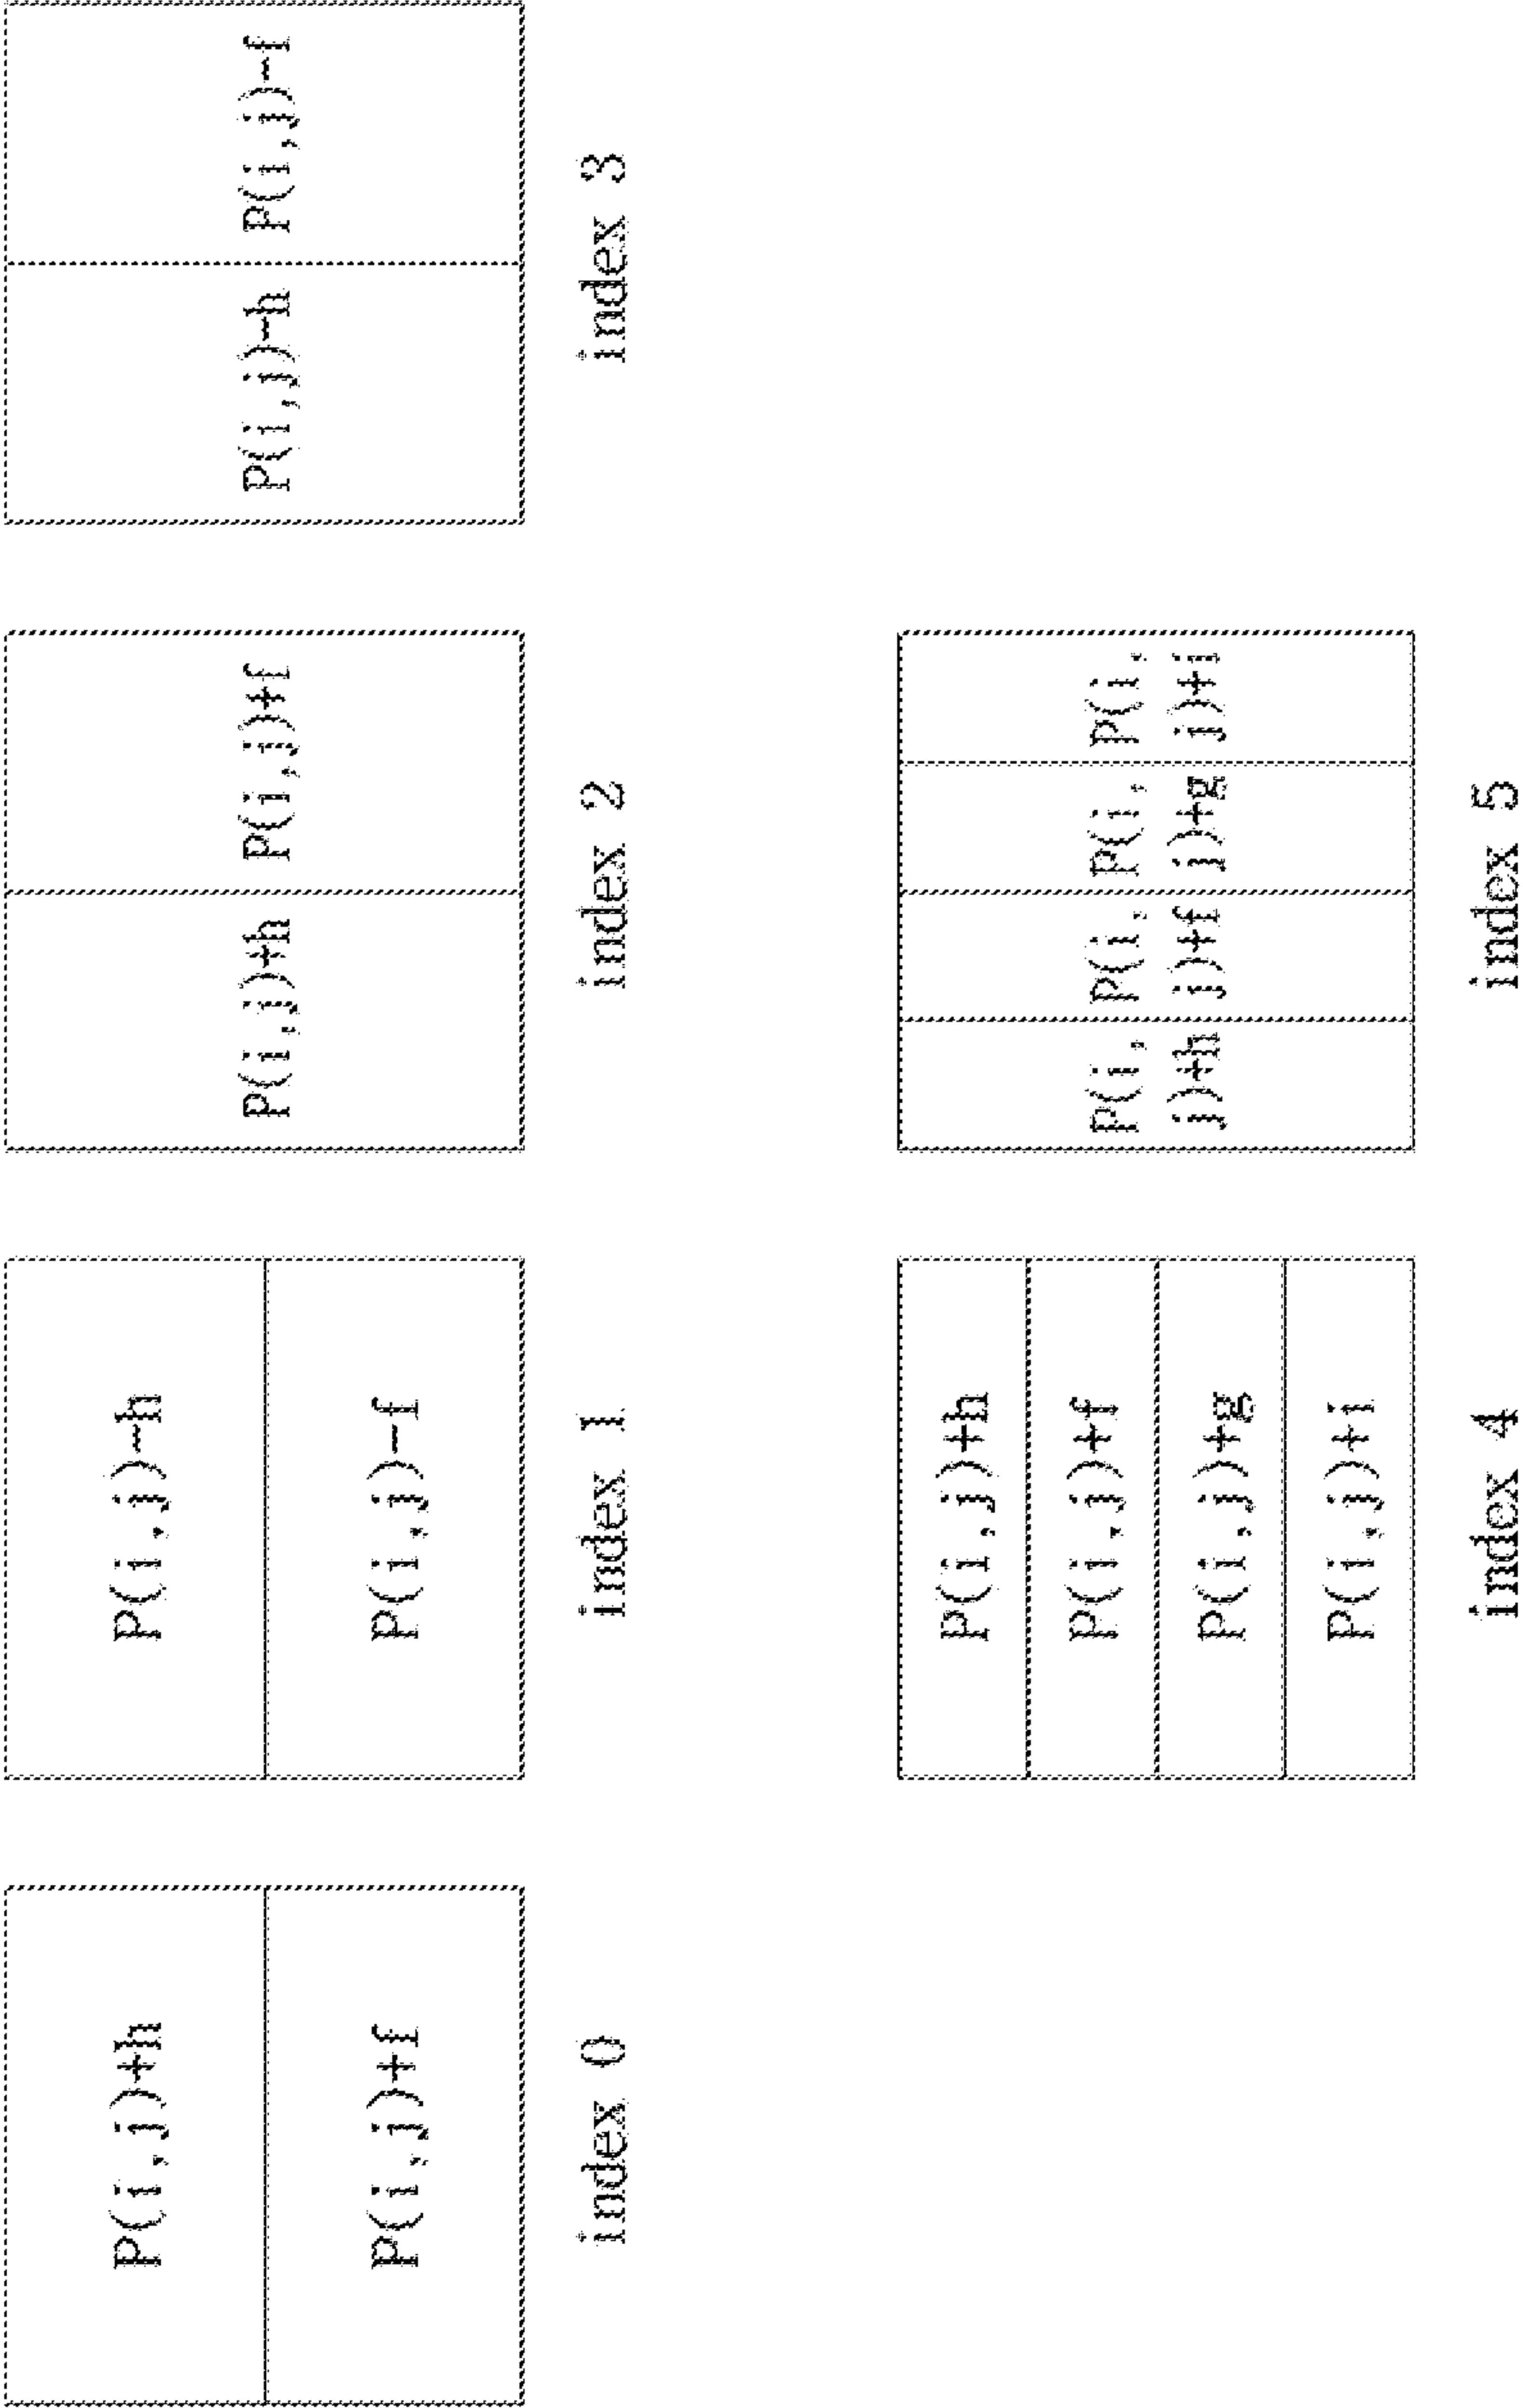 P(i,j)+h
P(i,j)+f
index 0
P(i,j)-h
P(i,j)-f
index 1
P(i,j)+h
P(i,j)+f
index 2
P(i,j)-h
P(i,j)-f
index 3
P(i,j)+h
P(i,j)+f
P(i,j)+g
P(i,j)+i
index 4
P(i,
j)+h
P(i,
j)+f
P(i,
j)+g
P(i,
j)+i
index 5